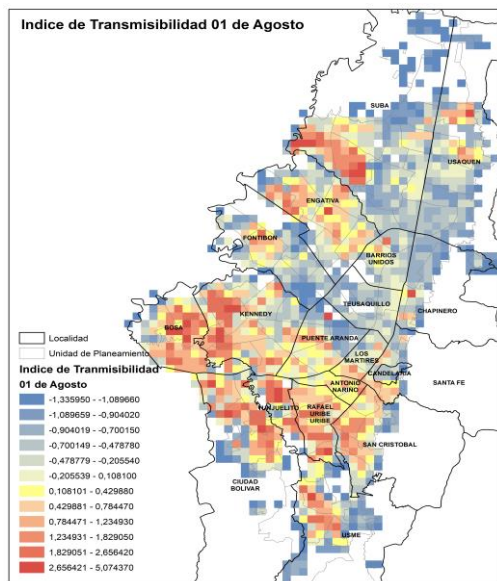 Indice de Transmisibilidad 01 de Agosto
SUBA
USAQUEN
ENGATIVA
FONTIBON
BARRIOS
UNIDOS
TEUSAQUILLO
CHAPINERO
KENNEDY
BOSA
PUENTE ARANDA
LOS
MARTIRES
CANDELARIA
SANTA FE
ANTONIO
NARIÑO
TUNJUELITO
RAFAEL
URIBE
URIBE
SAN CRISTOBAL
CIUDAD
BOLIVAR
USME
Localidad
Unidad de Planeamiento
Indice de Tranmisibilidad
01 de Agosto
-1,335950 - -1,089660
-1,089659 - -0,904020
-0,904019 - -0,700150
-0,700149 - -0,478780
-0,478779 - -0,205540
-0,205539 - 0,108100
0,108101 - 0,429880
0,429881 - 0,784470
0,784471 - 1,234930
1,234931 - 1,829050
1,829051 - 2,656420
2,656421 - 5,074370